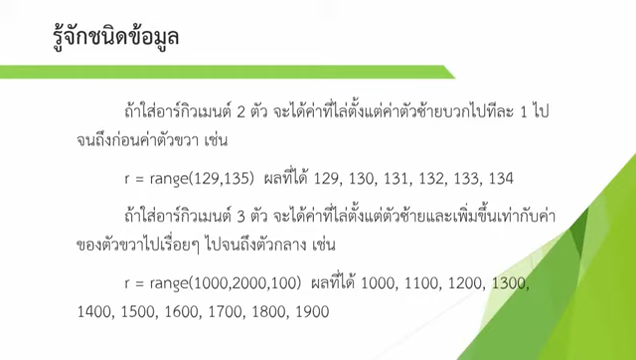 รู้จักชนิดข้อมูล
ถ้าใส่อาร์กิวเมนต์ 2 ตัว จะได้ค่าที่ไล่ตั้งแต่ค่าตัวซ้ายบวกไปทีละ 1 ไป
จนถึงก่อนค่าตัวขวา เช่น
r = range(129,135) ผลที่ได้ 129, 130, 131, 132, 133, 134
ถ้าใส่อาร์กิวเมนต์ 3 ตัว จะได้ค่าที่ไล่ตั้งแต่ตัวซ้ายและเพิ่มขึ้นเท่ากับค่า
ของตัวขวาไปเรื่อยๆ ไปจนถึงตัวกลาง เช่น
r = range(1000,2000,100) ผลที่ได้ 1000, 1100, 1200, 1300,
1400, 1500, 1600, 1700, 1800, 1900